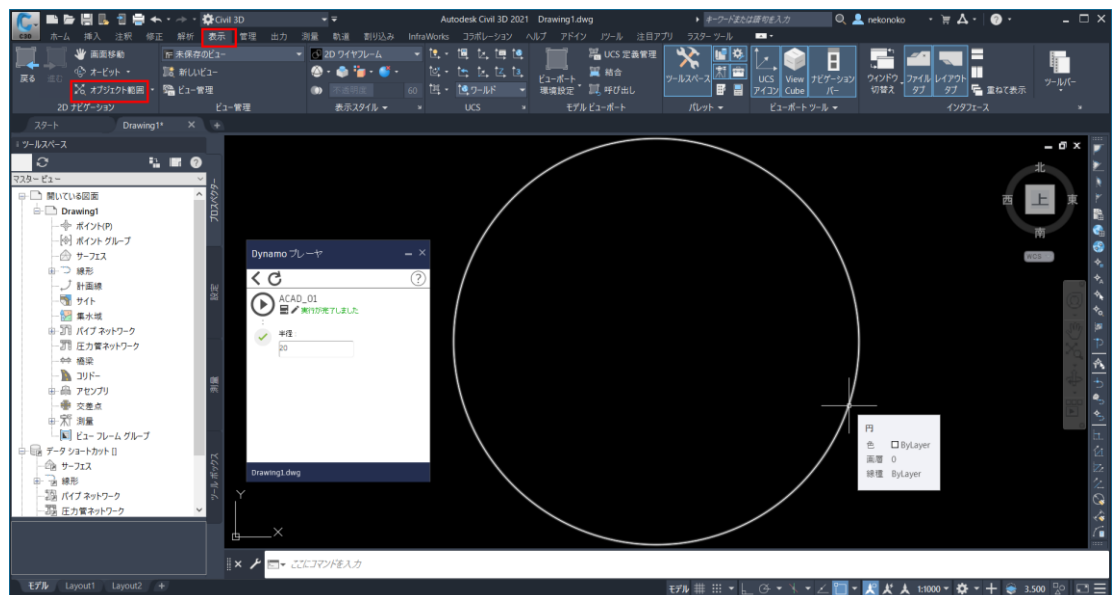 C3D
Civil 3D
Autodesk Civil 3D 2021 Drawing1.dwg
キーワードまたは語句を入力
nekonoko
ホーム 挿入 注釈 修正 解析 表示 管理 出力 測量 軌道 割り込み InfraWorks コラボレーション ヘルプ アドイン ツール 注目アプリ ラスター ツール
戻る 進む
画面移動
オービット
オブジェクト範囲
2D ナビゲーション
未保存のビュー
新しいビュー
ビュー管理
ビュー管理
2D ワイヤフレーム
不透明度 60
表示スタイル
ワールド
UCS
ビューポート環境設定
UCS 定義管理
結合
呼び出し
モデル ビューポート
ツールスペース
パレット
UCS アイコン
View Cube
ナビゲーション バー
ビューポート ツール
ウィンドウ切替え
ファイル タブ
レイアウト タブ
重ねて表示
インタフェース
ツールバー
スタート
Drawing1*
ツールスペース
マスター ビュー
開いている図面
Drawing1
ポイント(P)
ポイント グループ
サーフェス
線形
計画線
サイト
集水域
パイプ ネットワーク
圧力管ネットワーク
橋梁
コリドー
アセンブリ
交差点
測量
ビュー フレーム グループ
データ ショートカット []
サーフェス
線形
パイプ ネットワーク
圧力管ネットワーク
プロスペクター
設定
測量
ツールボックス
Dynamo プレーヤ
ACAD_01
実行が完了しました
半径 :
20
Drawing1.dwg
北
西 上 東
南
WCS
円
色 ByLayer
画層 0
線種 ByLayer
Y
X
ここにコマンドを入力
モデル Layout1 Layout2 +
モデル
1:1000
3.500